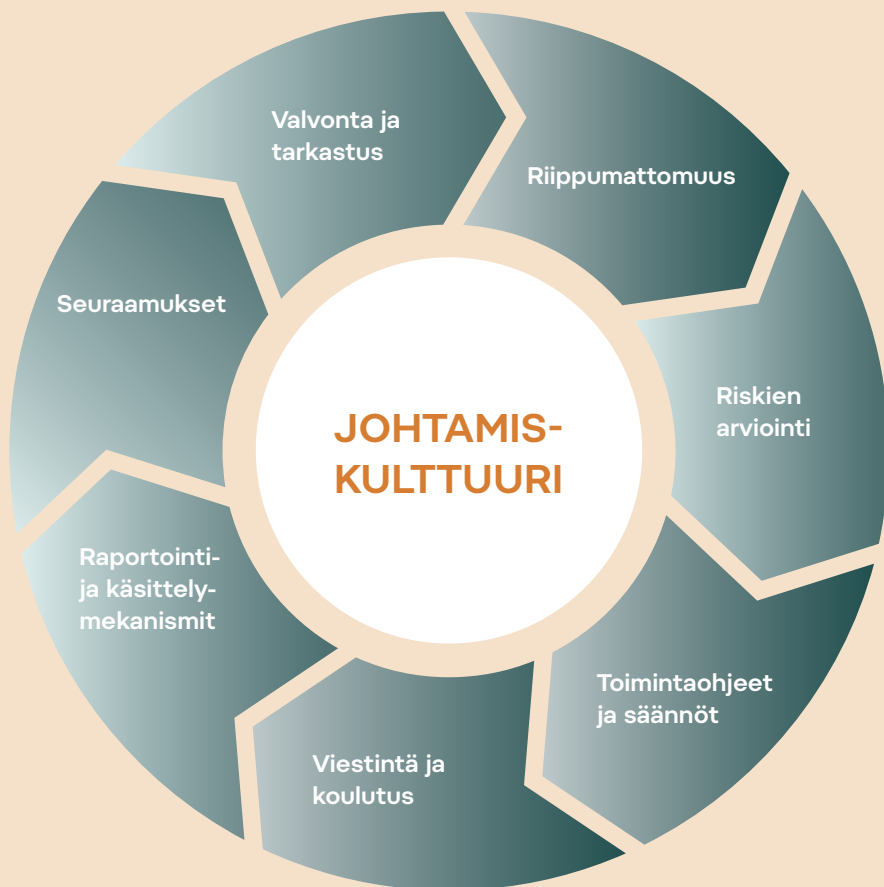 Valvonta ja
tarkastus
Riippumattomuus
Riskien
arviointi
Toimintaohjeet
ja säännöt
Viestintä ja
koulutus
Raportointi-
ja käsittely-
mekanismit
Seuraamukset
JOHTAMIS-
KULTTUURI